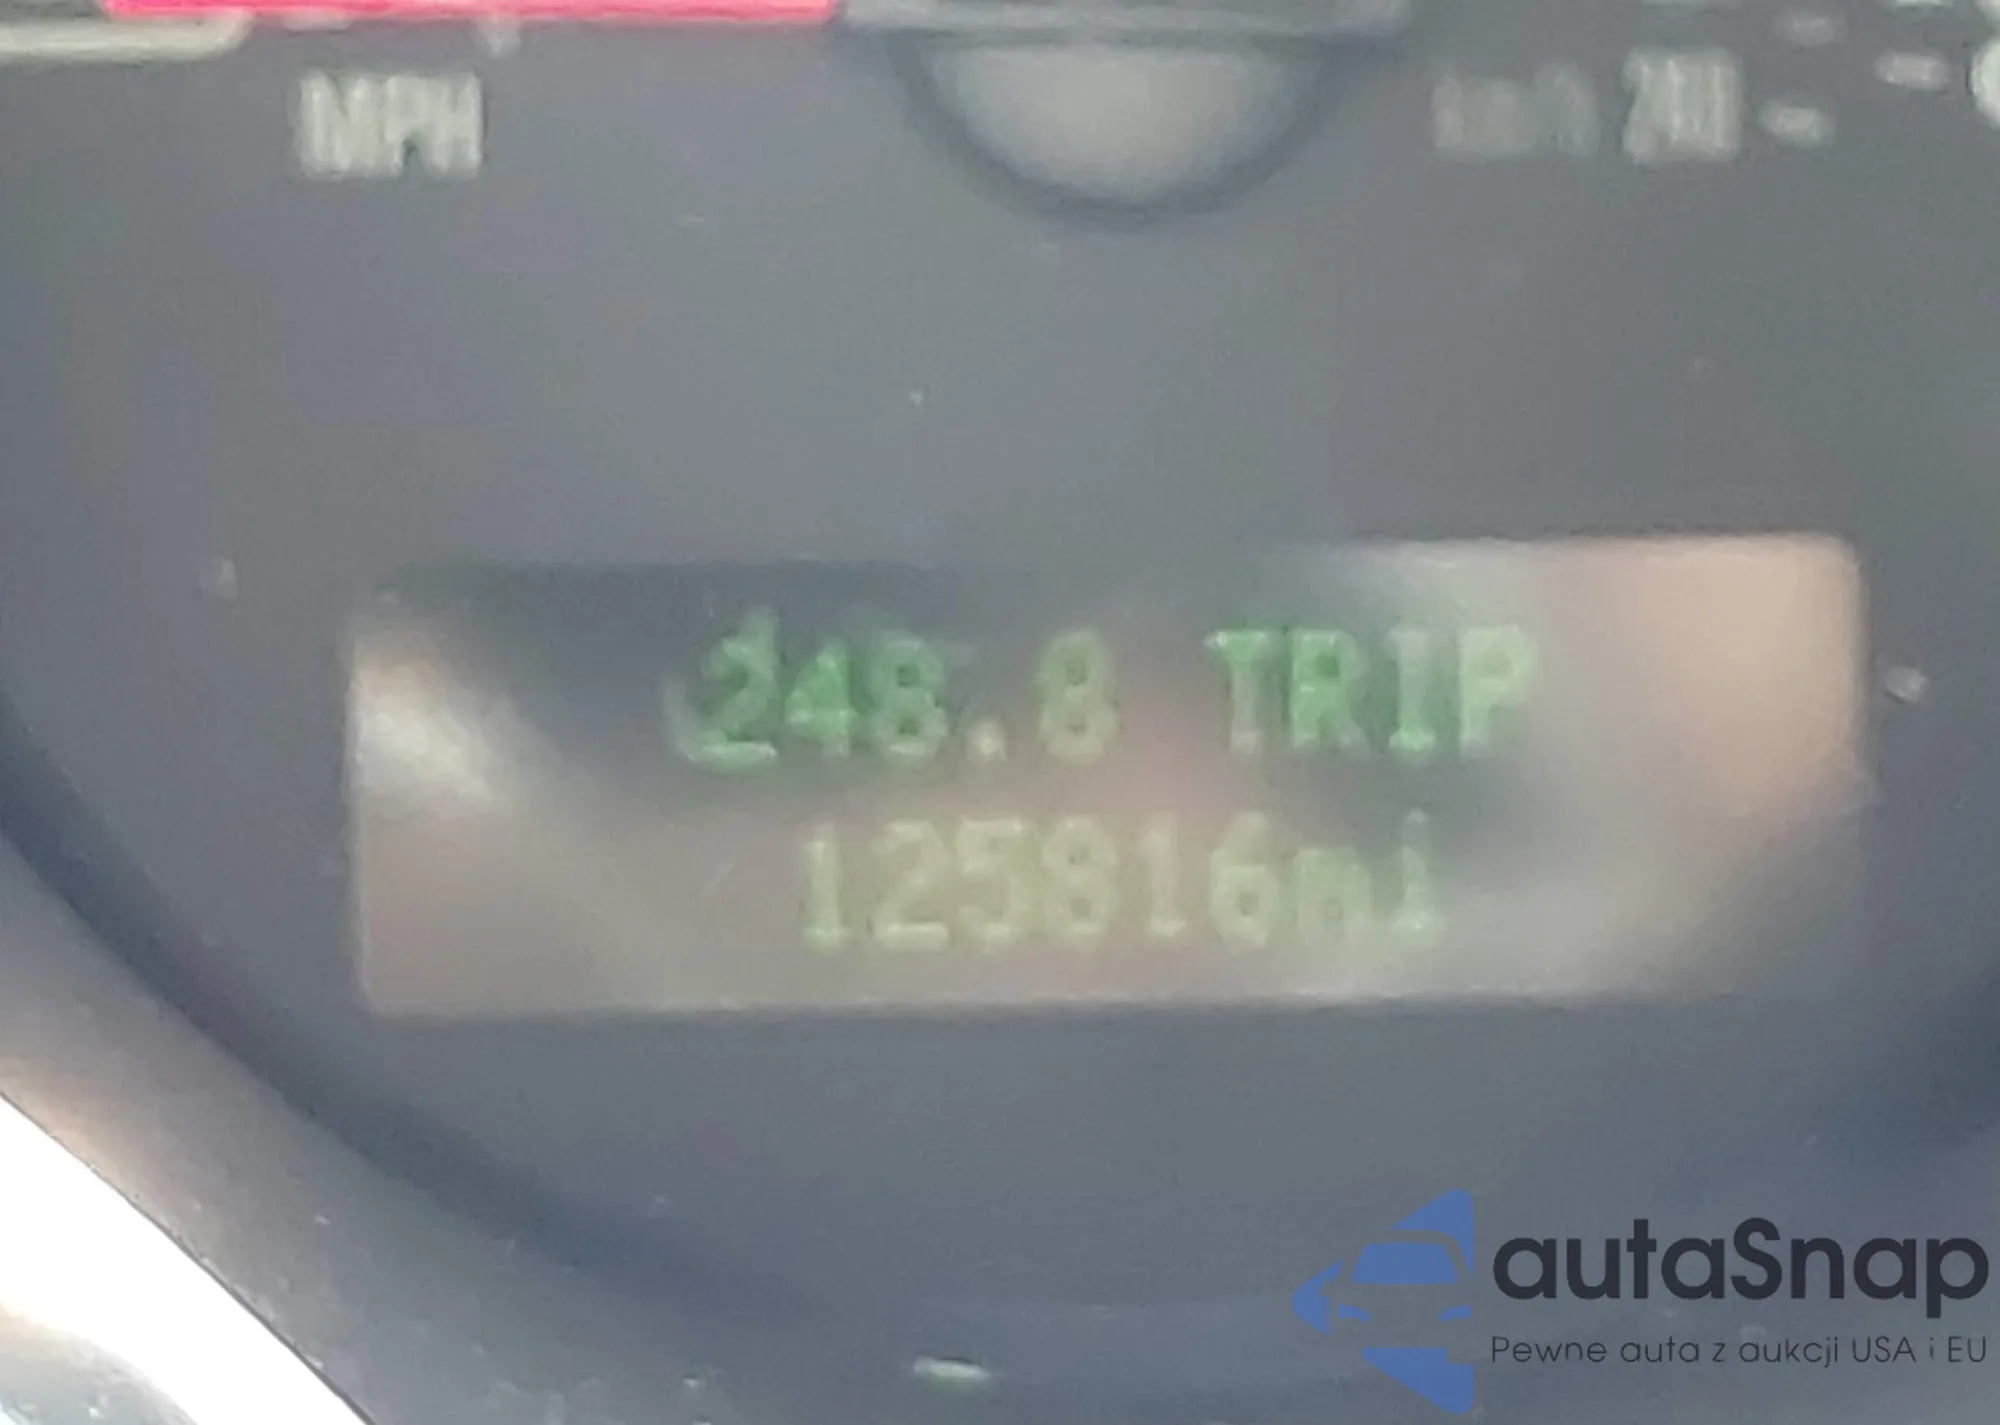 MPH
248.8 TRIP
125816mi
autaSnap
Pewne auta z aukcji USA i EU